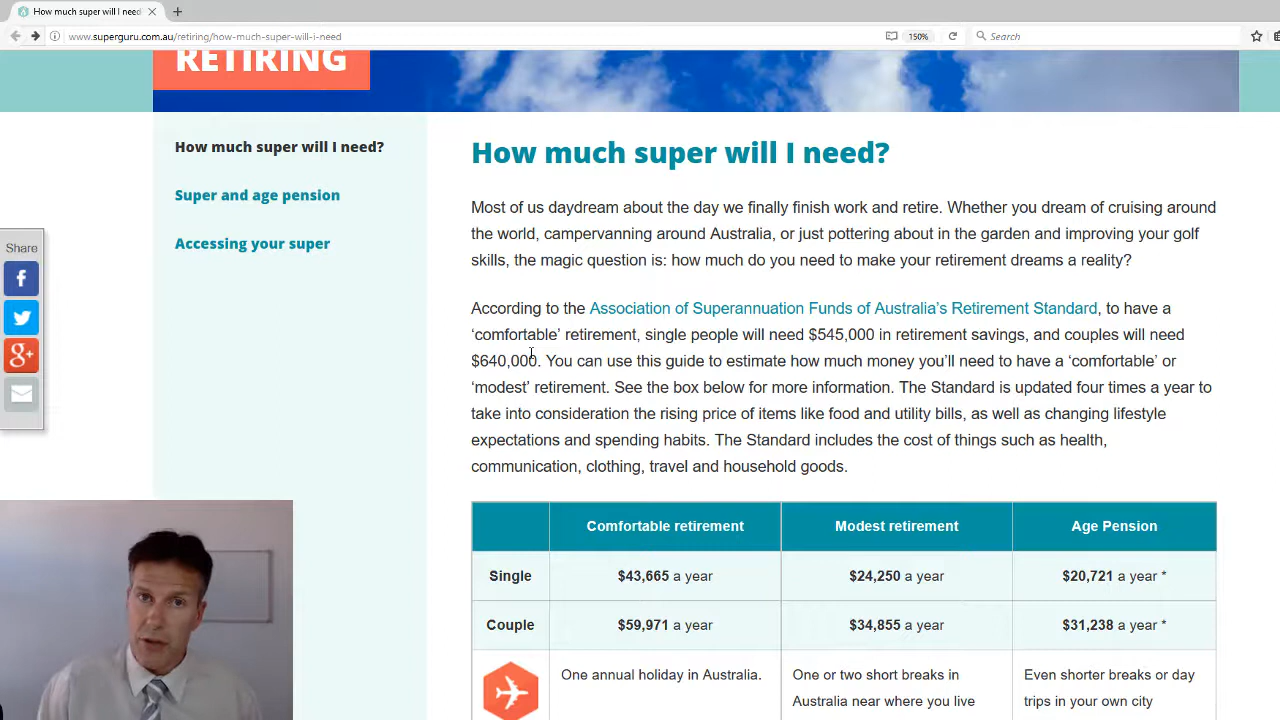 How much super will I need
www.superguru.com.au/retiring/how-much-super-will-i-need
150%
Search
RETIRING
How much super will I need?
Super and age pension
Accessing your super
Share
How much super will I need?
Most of us daydream about the day we finally finish work and retire. Whether you dream of cruising around
the world, campervanning around Australia, or just pottering about in the garden and improving your golf
skills, the magic question is: how much do you need to make your retirement dreams a reality?
According to the Association of Superannuation Funds of Australia’s Retirement Standard, to have a
‘comfortable’ retirement, single people will need $545,000 in retirement savings, and couples will need
$640,000. You can use this guide to estimate how much money you’ll need to have a ‘comfortable’ or
‘modest’ retirement. See the box below for more information. The Standard is updated four times a year to
take into consideration the rising price of items like food and utility bills, as well as changing lifestyle
expectations and spending habits. The Standard includes the cost of things such as health,
communication, clothing, travel and household goods.
Comfortable retirement Modest retirement Age Pension
Single $43,665 a year $24,250 a year $20,721 a year *
Couple $59,971 a year $34,855 a year $31,238 a year *
One annual holiday in Australia. One or two short breaks in Even shorter breaks or day
Australia near where you live trips in your own city